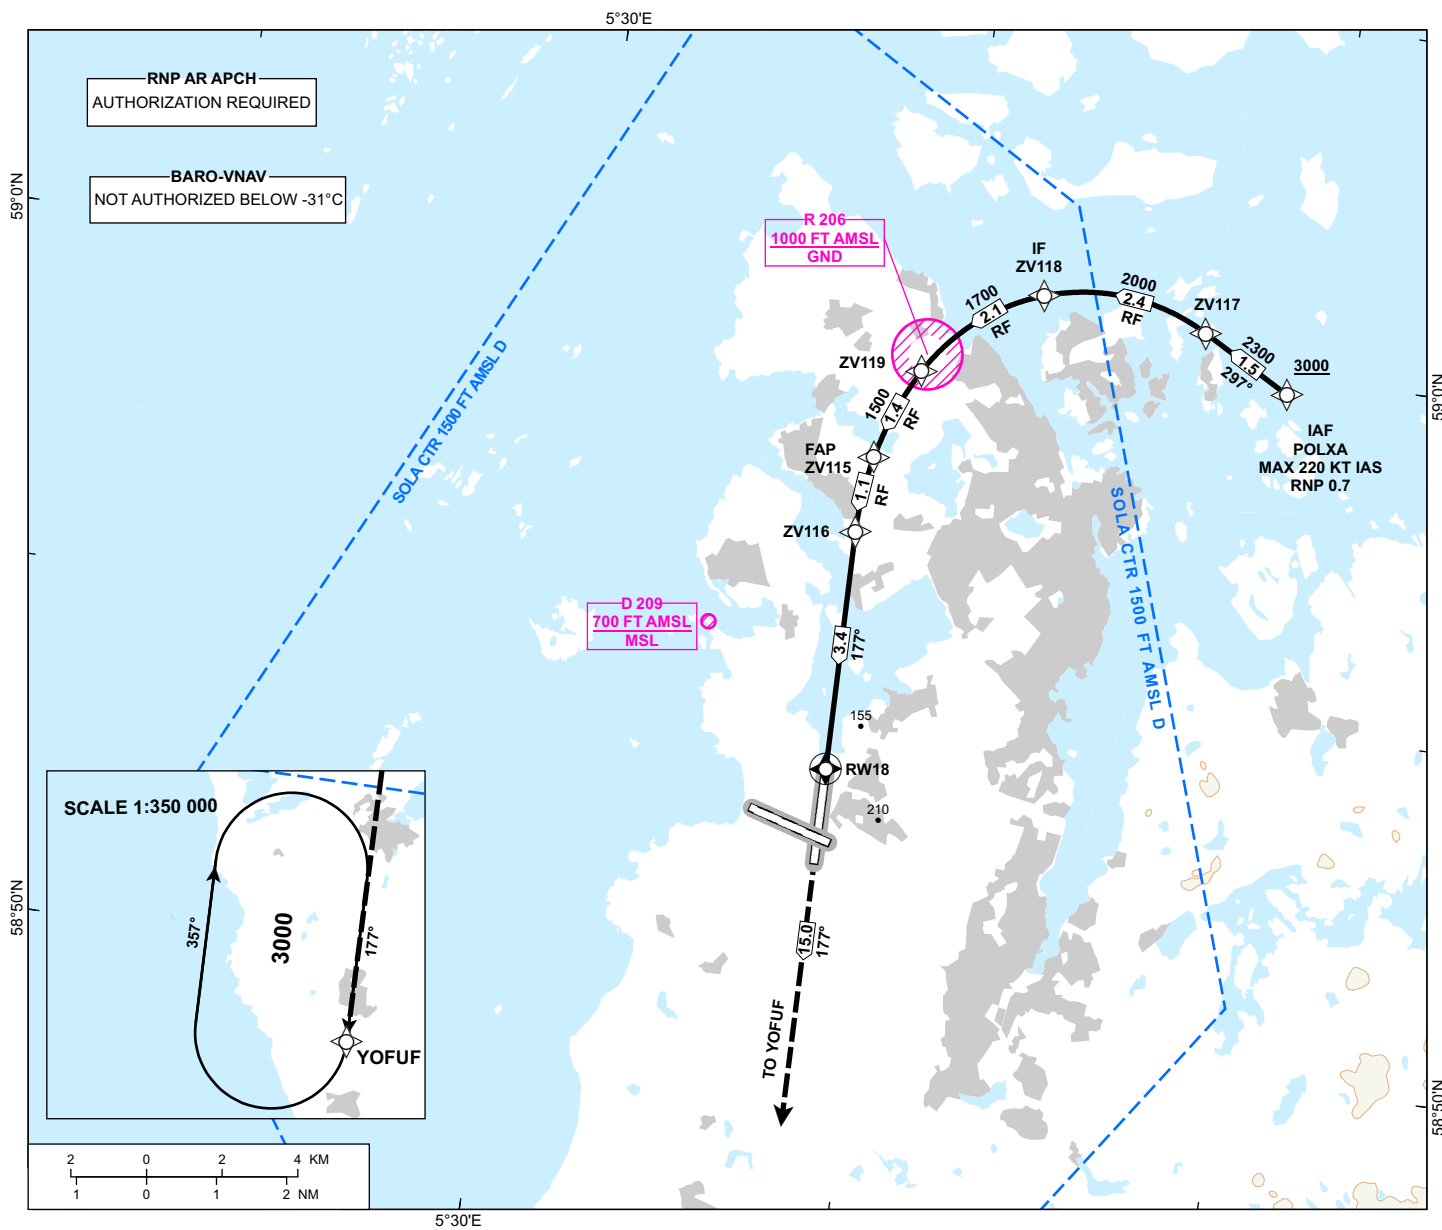 5°30'E
RNP AR APCH
AUTHORIZATION REQUIRED
BARO-VNAV
NOT AUTHORIZED BELOW -31°C
59°0'N
R 206
1000 FT AMSL
GND
IF
ZV118
2000
2.4
RF
ZV117
1700
2.1
RF
2300
1.5
297°
3000
ZV119
IAF
POLXA
MAX 220 KT IAS
RNP 0.7
59°0'N
1500
1.4
RF
FAP
ZV115
1.1
RF
ZV116
SOLA CTR 1500 FT AMSL D
SOLA CTR 1500 FT AMSL D
D 209
700 FT AMSL
MSL
3.4
177°
155
RW18
210
SCALE 1:350 000
357°
3000
177°
YOFUF
58°50'N
15.0
177°
TO YOFUF
58°50'N
2 0 2 4 KM
1 0 1 2 NM
5°30'E